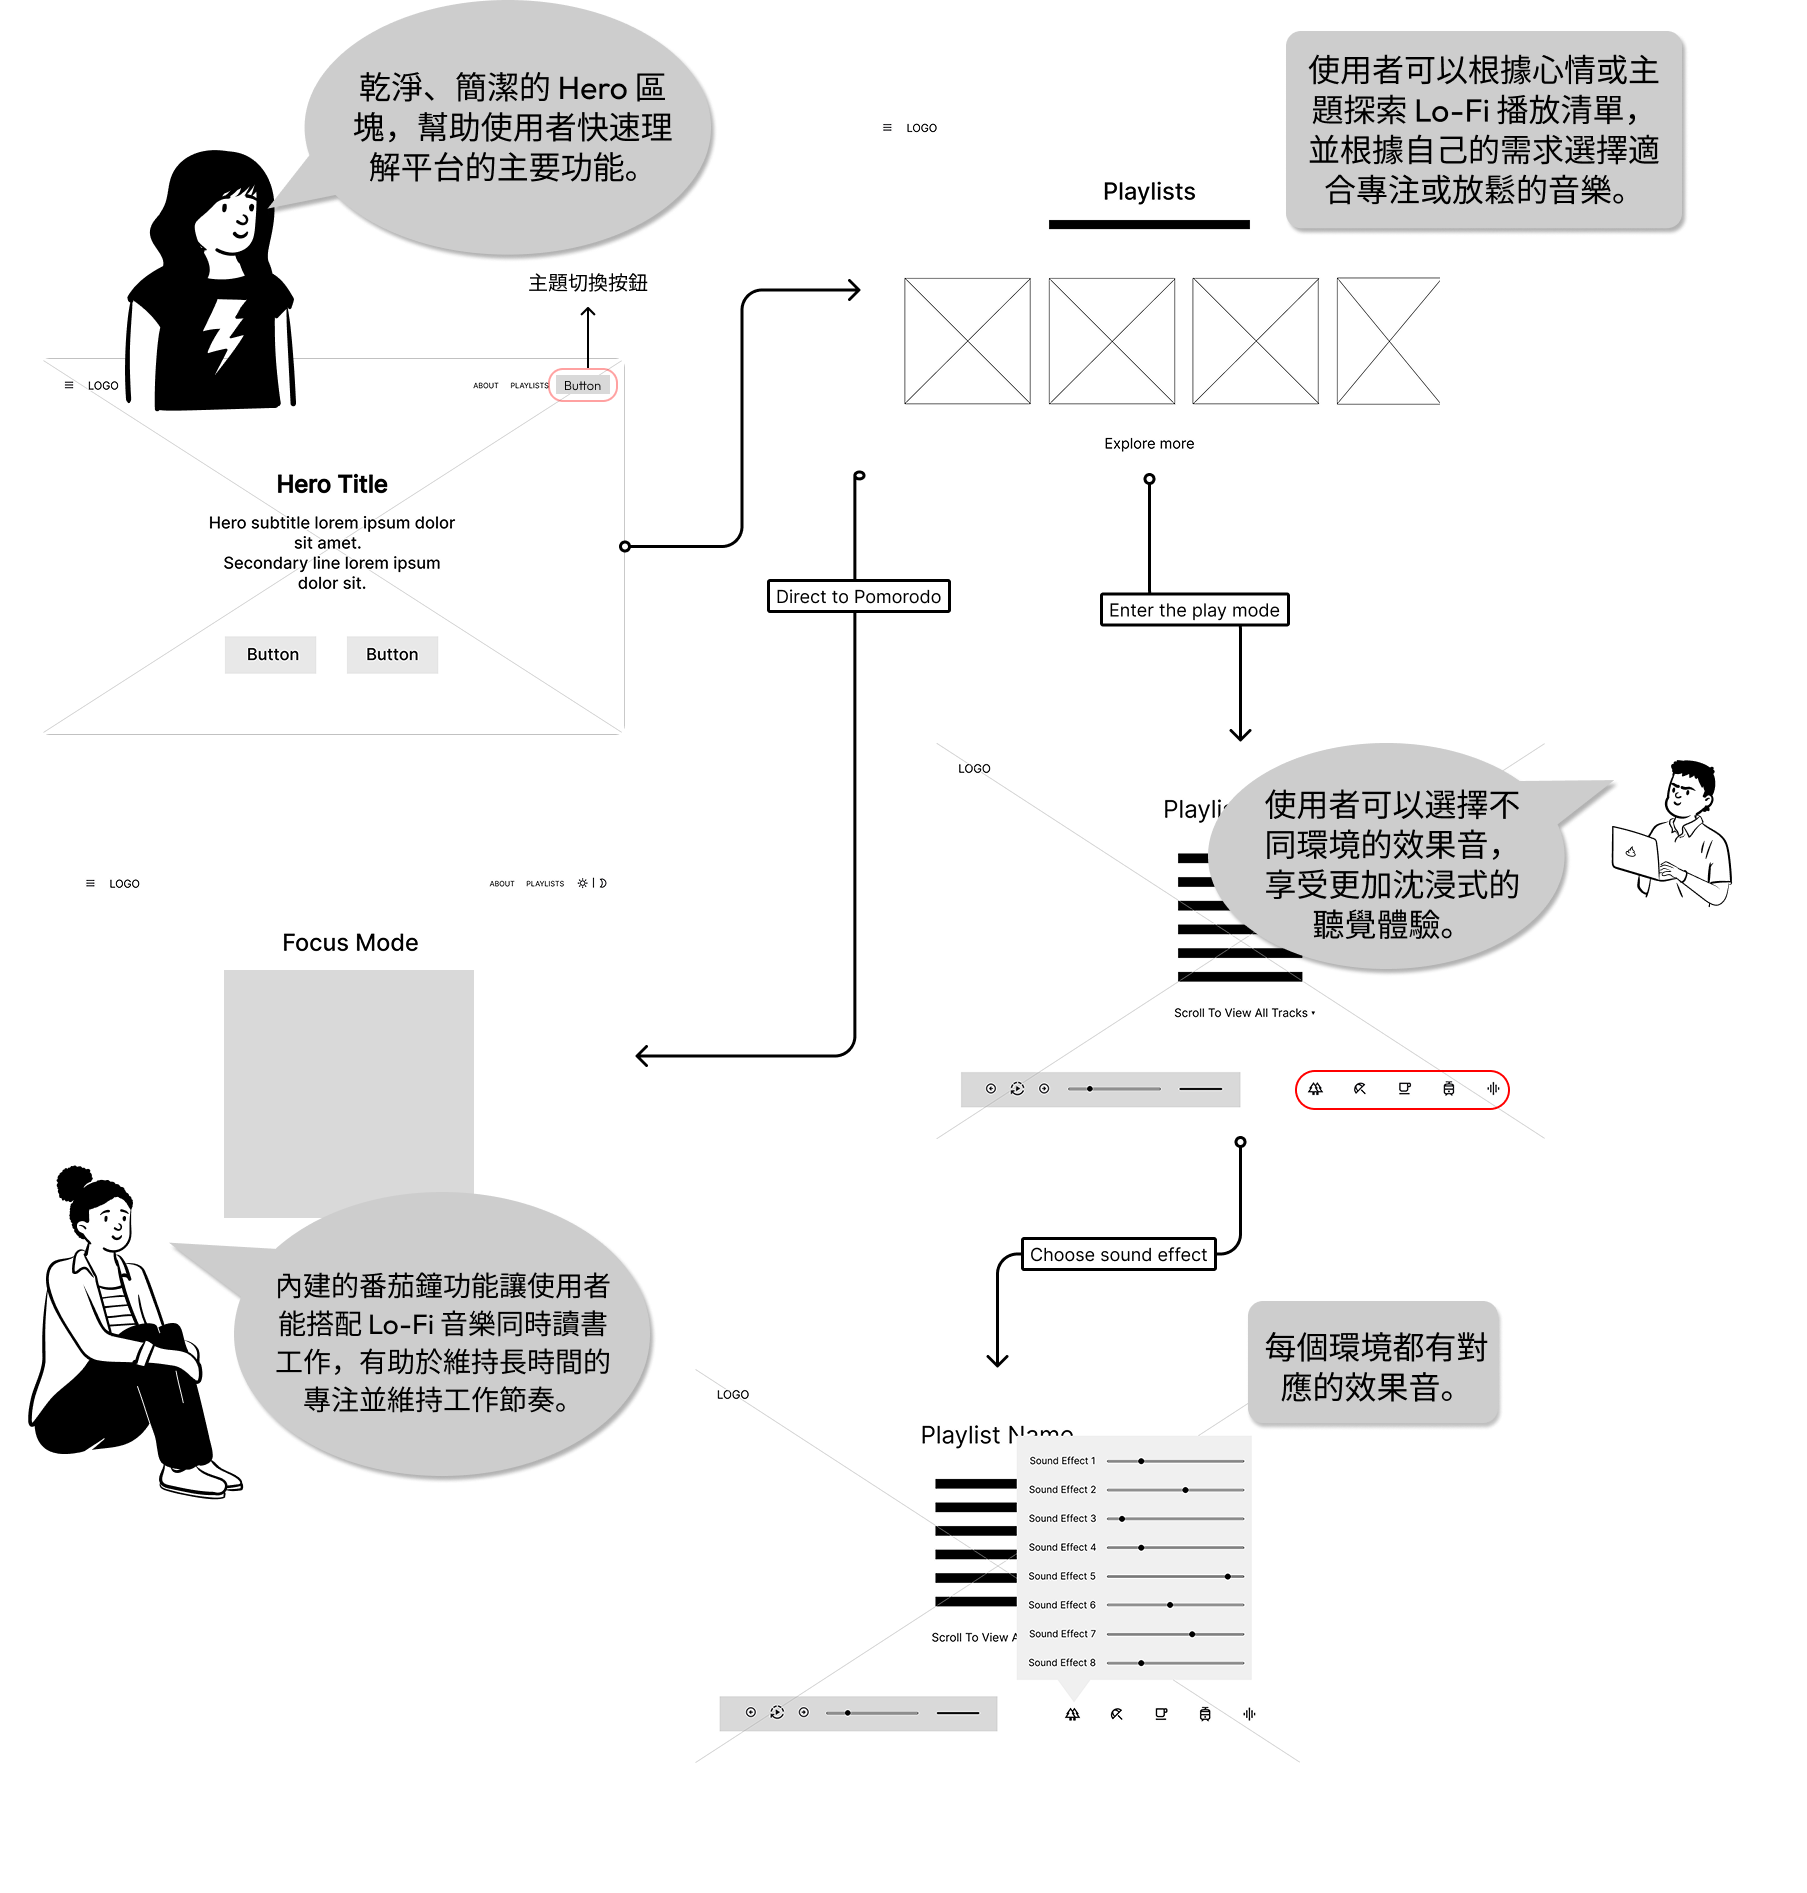 乾淨、簡潔的 Hero 區
塊，幫助使用者快速理
解平台的主要功能。
主題切換按鈕
LOGO
ABOUT
PLAYLISTS
Button
Hero Title
Hero subtitle lorem ipsum dolor
sit amet.
Secondary line lorem ipsum
dolor sit.
Button
Button
使用者可以根據心情或主
題探索 Lo-Fi 播放清單，
並根據自己的需求選擇適
合專注或放鬆的音樂。
LOGO
Playlists
Explore more
Direct to Pomorodo
Enter the play mode
LOGO
Playlis
使用者可以選擇不
同環境的效果音，
享受更加沈浸式的
聽覺體驗。
Scroll To View All Tracks
LOGO
ABOUT
PLAYLISTS
Focus Mode
內建的番茄鐘功能讓使用者
能搭配 Lo-Fi 音樂同時讀書
工作，有助於維持長時間的
專注並維持工作節奏。
Choose sound effect
每個環境都有對
應的效果音。
LOGO
Playlist Name
Sound Effect 1
Sound Effect 2
Sound Effect 3
Sound Effect 4
Sound Effect 5
Sound Effect 6
Sound Effect 7
Sound Effect 8
Scroll To View A